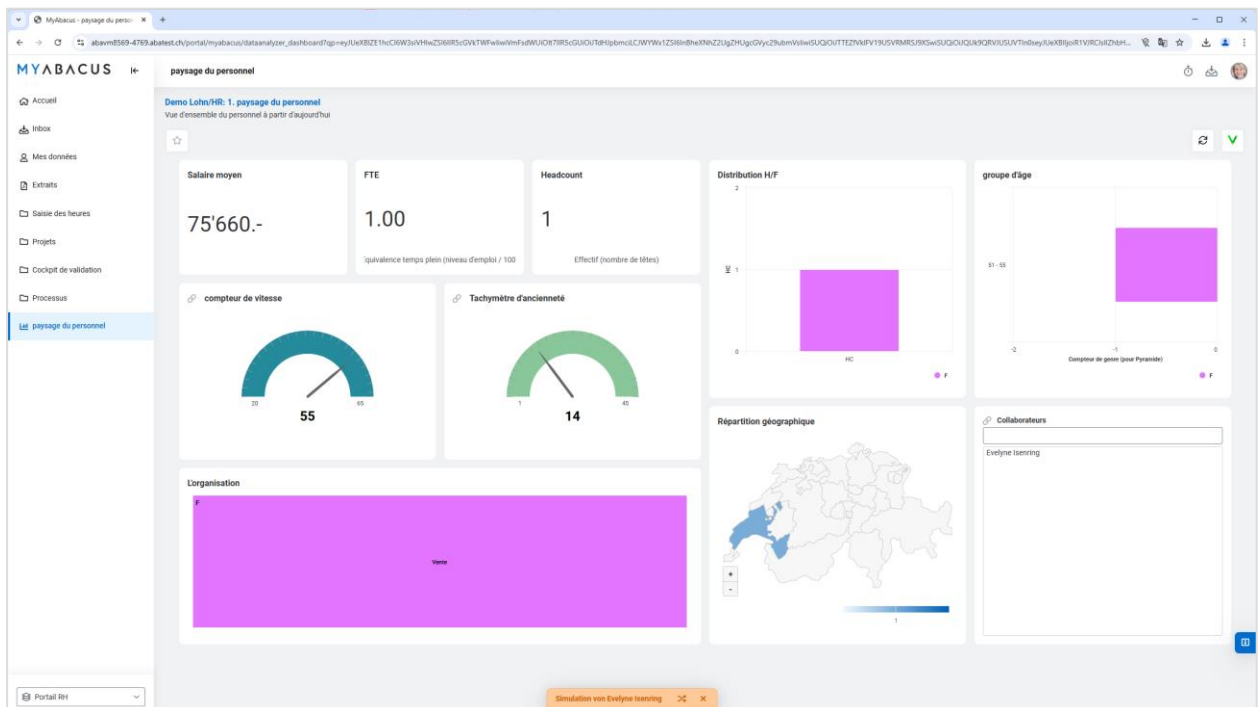 MyAbacus - paysage du perso
abavm8569-4769.abatest.ch/portal/myabacus/dataanalyzer_dashboard?qp=
MYABACUS
paysage du personnel
Accueil
Inbox
Mes données
Extraits
Saisie des heures
Projets
Cockpit de validation
Processus
paysage du personnel
Portail RH
Demo Lohn/HR: 1. paysage du personnel
Vue d'ensemble du personnel à partir d'aujourd'hui
Salaire moyen
75'660.-
FTE
1.00
quivalence temps plein (niveau d'emploi / 100
Headcount
1
Effectif (nombre de têtes)
Distribution H/F
2
HC
1
0
HC
F
groupe d'âge
51 - 55
-2
-1
0
Compteur de genre (pour Pyramide)
F
compteur de vitesse
20
65
55
Tachymètre d'ancienneté
1
45
14
L'organisation
F
Vente
Répartition géographique
+
-
1
Collaborateurs
Evelyne Isenring
Simulation von Evelyne Isenring